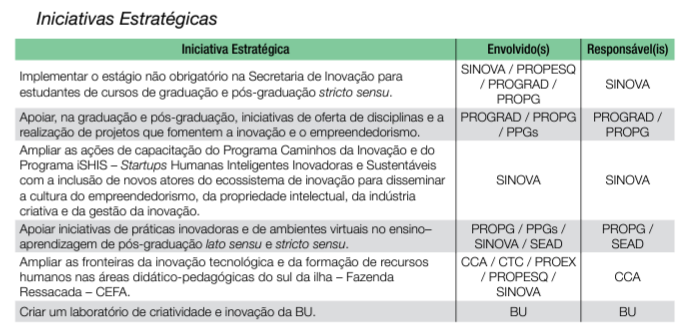 Iniciativas Estratégicas
Iniciativa Estratégica Envolvido(s) Responsável(is)
Implementar o estágio não obrigatório na Secretaria de Inovação para
estudantes de cursos de graduação e pós-graduação stricto sensu.
SINOVA / PROPESQ
/ PROGRAD /
PROPG
SINOVA
Apoiar, na graduação e pós-graduação, iniciativas de oferta de disciplinas e a
realização de projetos que fomentem a inovação e o empreendedorismo.
PROGRAD / PROPG
/ PPGs
PROGRAD /
PROPG
Ampliar as ações de capacitação do Programa Caminhos da Inovação e do
Programa iSHIS – Startups Humanas Inteligentes Inovadoras e Sustentáveis
com a inclusão de novos atores do ecossistema de inovação para disseminar
a cultura do empreendedorismo, da propriedade intelectual, da indústria
criativa e da gestão da inovação.
SINOVA
SINOVA
Apoiar iniciativas de práticas inovadoras e de ambientes virtuais no ensino–
aprendizagem de pós-graduação lato sensu e stricto sensu.
PROPG / PPGs /
SINOVA / SEAD
PROPG /
SEAD
Ampliar as fronteiras da inovação tecnológica e da formação de recursos
humanos nas áreas didático-pedagógicas do sul da ilha – Fazenda
Ressacada – CEFA.
CCA / CTC / PROEX
/ PROPESQ /
SINOVA
CCA
Criar um laboratório de criatividade e inovação da BU.
BU
BU